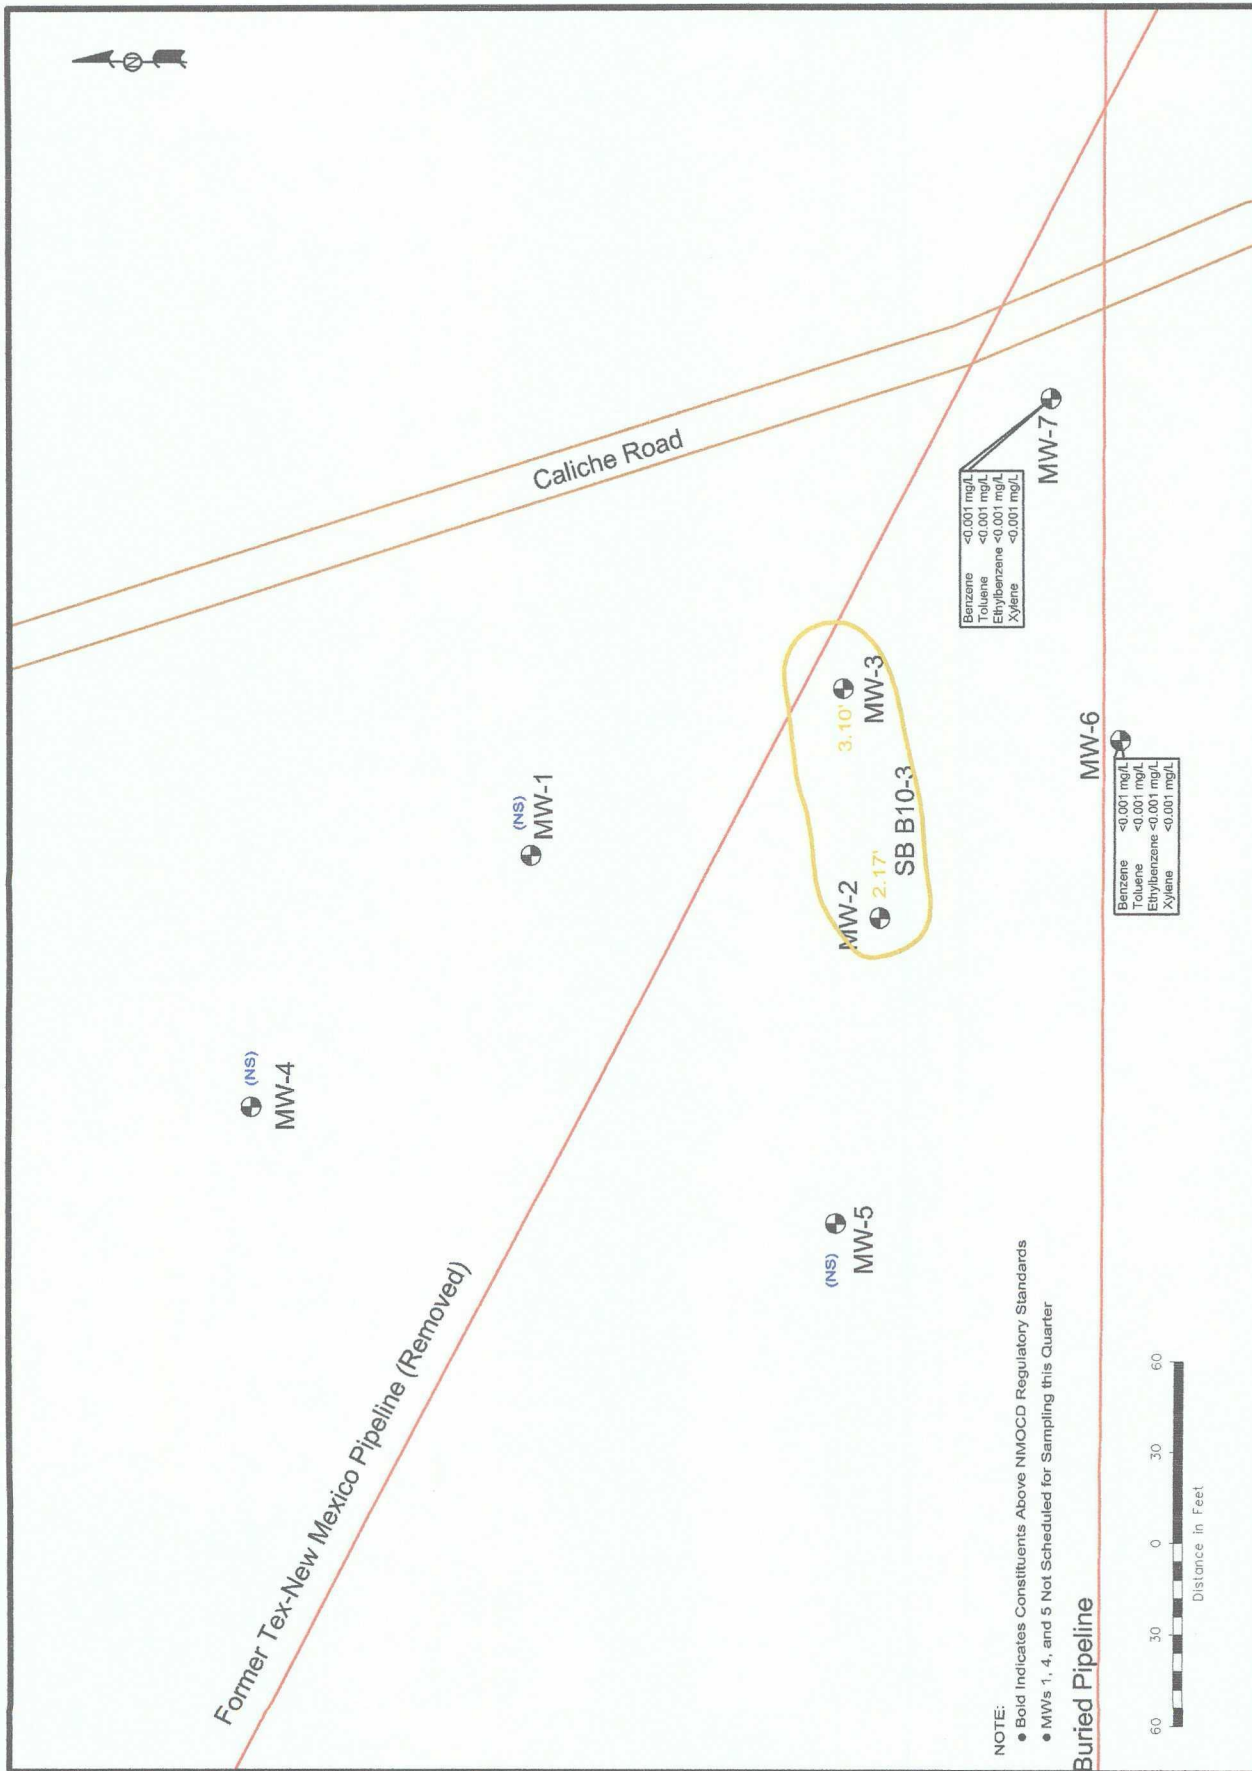 N
Caliche Road
Former Tex-New Mexico Pipeline (Removed)
(NS)
MW-4
(NS)
MW-1
MW-2
2.17'
3.10'
MW-3
SB B10-3
(NS)
MW-5
Benzene <0.001 mg/L
Toluene <0.001 mg/L
Ethylbenzene <0.001 mg/L
Xylene <0.001 mg/L
MW-7
MW-6
Benzene <0.001 mg/L
Toluene <0.001 mg/L
Ethylbenzene <0.001 mg/L
Xylene <0.001 mg/L
NOTE:
• Bold Indicates Constituents Above NMOCD Regulatory Standards
• MWs 1, 4, and 5 Not Scheduled for Sampling this Quarter
Buried Pipeline
60 30 0 30 60
Distance in Feet